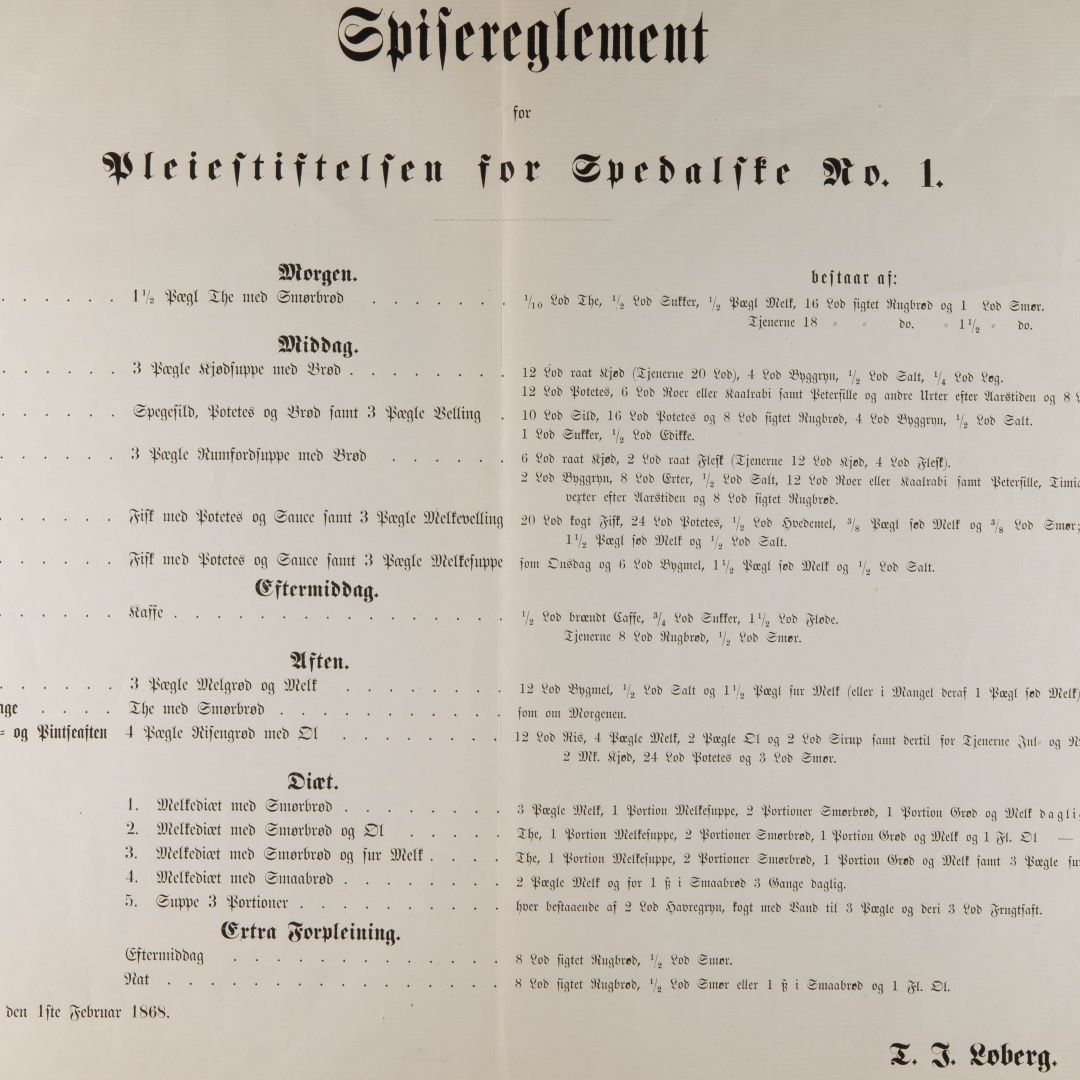 Spisereglement
for
Pleiestiftelsen for Spedalske No. 1.
Morgen.
bestaar af:
1 1/2 Pægl The med Smørbrød 1/10 Lod The, 1/2 Lod Sukker, 1/2 Pægl Melk, 16 Lod sigtet Rugbrød og 1 Lod Smør.
Tjenerne 18 " " do. " 1 1/2 " do.
Middag.
3 Pægle Kjødsuppe med Brød 12 Lod raat Kjød (Tjenerne 20 Lod), 4 Lod Byggryn, 1/2 Lod Salt, 1/4 Lod Løg.
12 Lod Potetes, 6 Lod Roer eller Kaalrabi samt Petersille og andre Urter efter Aarstiden og 8
Spegesild, Potetes og Brød samt 3 Pægle Velling 10 Lod Sild, 16 Lod Potetes og 8 Lod sigtet Rugbrød, 4 Lod Byggryn, 1/2 Lod Salt.
1 Lod Sukker, 1/2 Lod Edikke.
3 Pægle Rumfordsuppe med Brød 6 Lod raat Kjød, 2 Lod raat Flesk (Tjenerne 12 Lod Kjød, 4 Lod Flesk).
2 Lod Byggryn, 8 Lod Erter, 1/2 Lod Salt, 12 Lod Roer eller Kaalrabi samt Petersille, Timi
vexter efter Aarstiden og 8 Lod sigtet Rugbrød.
Fisk med Potetes og Sauce samt 3 Pægle Melkevelling 20 Lod kogt Fisk, 24 Lod Potetes, 1/2 Lod Hvedemel, 3/8 Pægl sød Melk og 3/8 Lod Smør;
1 1/2 Pægl sød Melk og 1/2 Lod Salt.
Fisk med Potetes og Sauce samt 3 Pægle Melkesuppe som Onsdag og 6 Lod Bygmel, 1 1/2 Pægl sød Melk og 1/2 Lod Salt.
Eftermiddag.
Kaffe 1/2 Lod brændt Caffe, 3/4 Lod Sukker, 1 1/2 Lod Fløde.
Tjenerne 8 Lod Rugbrød, 1/2 Lod Smør.
Aften.
3 Pægle Melgrød og Melk 12 Lod Bygmel, 1/2 Lod Salt og 1 1/2 Pægl sur Melk (eller i Mangel deraf 1 Pægl sød Melk)
age The med Smørbrød som om Morgenen.
- og Pintseaften 4 Pægle Risengrød med Øl 12 Lod Ris, 4 Pægle Melk, 2 Pægle Øl og 2 Lod Sirup samt dertil for Tjenerne Jul- og
2 Mk. Kjød, 24 Lod Potetes og 3 Lod Smør.
Diæt.
1. Melkediæt med Smørbrød 3 Pægle Melk, 1 Portion Melkesuppe, 2 Portioner Smørbrød, 1 Portion Grød og Melk daglig
2. Melkediæt med Smørbrød og Øl The, 1 Portion Melkesuppe, 2 Portioner Smørbrød, 1 Portion Grød og Melk og 1 Fl. Øl —
3. Melkediæt med Smørbrød og sur Melk The, 1 Portion Melkesuppe, 2 Portioner Smørbrød, 1 Portion Grød og Melk samt 3 Pægle sur
4. Melkediæt med Smaabrød 2 Pægle Melk og for 1 ß i Smaabrød 3 Gange daglig.
5. Suppe 3 Portioner hver bestaaende af 2 Lod Havregryn, kogt med Vand til 3 Pægle og deri 3 Lod Frugtsaft.
Extra Forpleining.
Eftermiddag 8 Lod sigtet Rugbrød, 1/2 Lod Smør.
Nat 8 Lod sigtet Rugbrød, 1/2 Lod Smør eller 1 ß i Smaabrød og 1 Fl. Øl.
den 1ste Februar 1868.
T. J. Løberg.